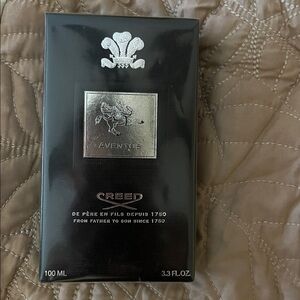 AVENTUS
CREED
DE PÈRE EN FILS DEPUIS 1760
FROM FATHER TO SON SINCE 1760
100 ML 3.3 FL.OZ.